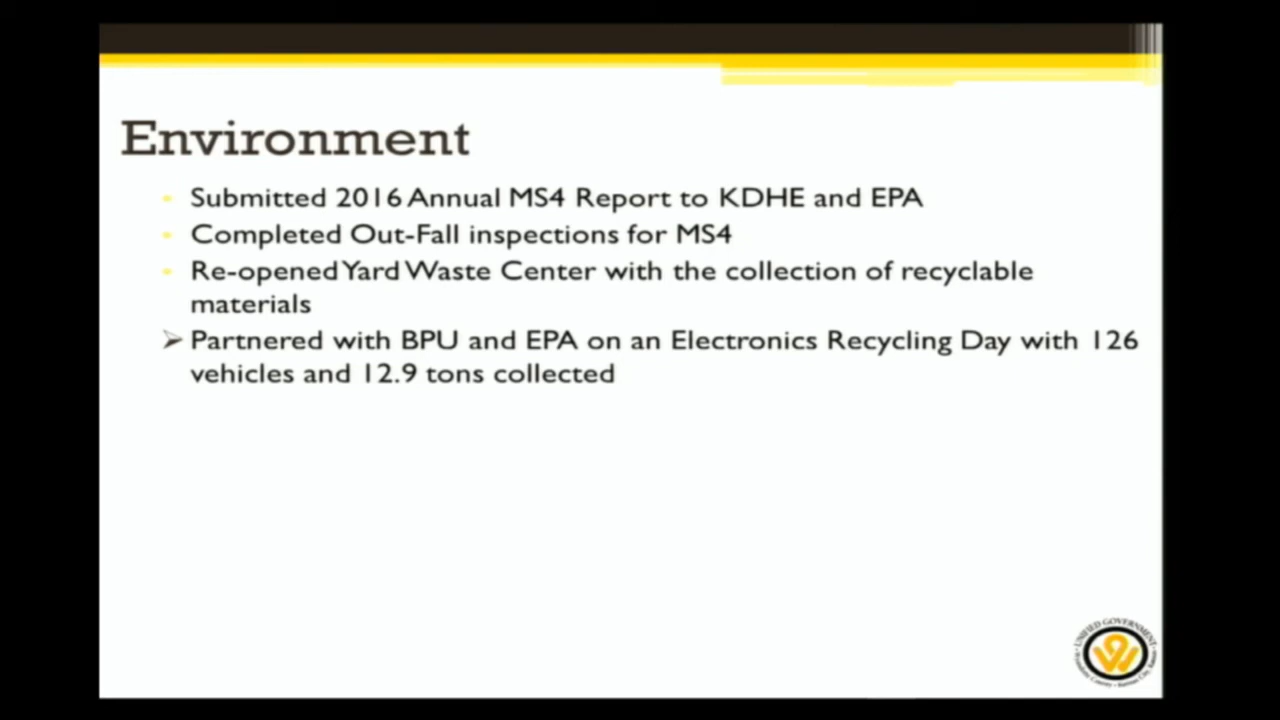 Environment
Submitted 2016 Annual MS4 Report to KDHE and EPA
Completed Out-Fall inspections for MS4
Re-opened Yard Waste Center with the collection of recyclable
materials
Partnered with BPU and EPA on an Electronics Recycling Day with 126
vehicles and 12.9 tons collected
UNIFIED GOVERNMENT